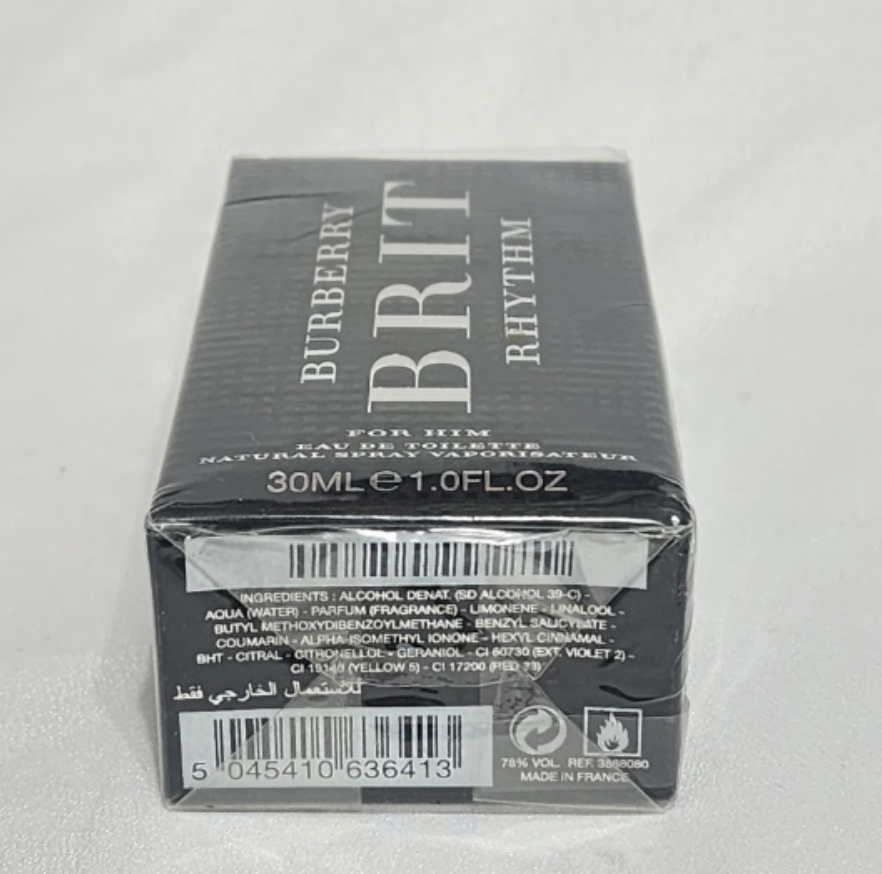 BURBERRY
BRIT
RHYTHM
FOR HIM
EAU DE TOILETTE
NATURAL SPRAY VAPORISATEUR
30ML ℮ 1.0FL.OZ
INGREDIENTS : ALCOHOL DENAT. (SD ALCOHOL 39-C) -
AQUA (WATER) - PARFUM (FRAGRANCE) - LIMONENE - LINALOOL -
BUTYL METHOXYDIBENZOYLMETHANE - BENZYL SALICYLATE -
COUMARIN - ALPHA-ISOMETHYL IONONE - HEXYL CINNAMAL -
BHT - CITRAL - CITRONELLOL - GERANIOL - CI 60730 (EXT. VIOLET 2) -
CI 19140 (YELLOW 5) - CI 17200 (RED 33)
للاستعمال الخارجي فقط
5 045410 636413
78% VOL. REF. 3888080
MADE IN FRANCE